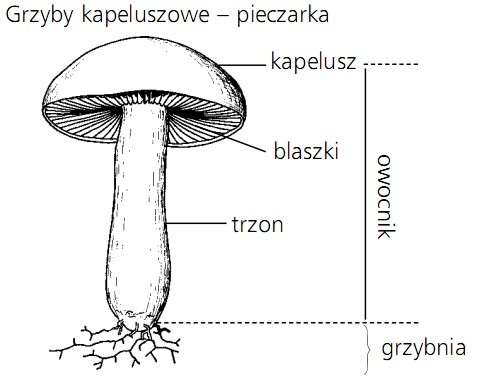 Grzyby kapeluszowe – pieczarka
kapelusz
blaszki
owocnik
trzon
grzybnia